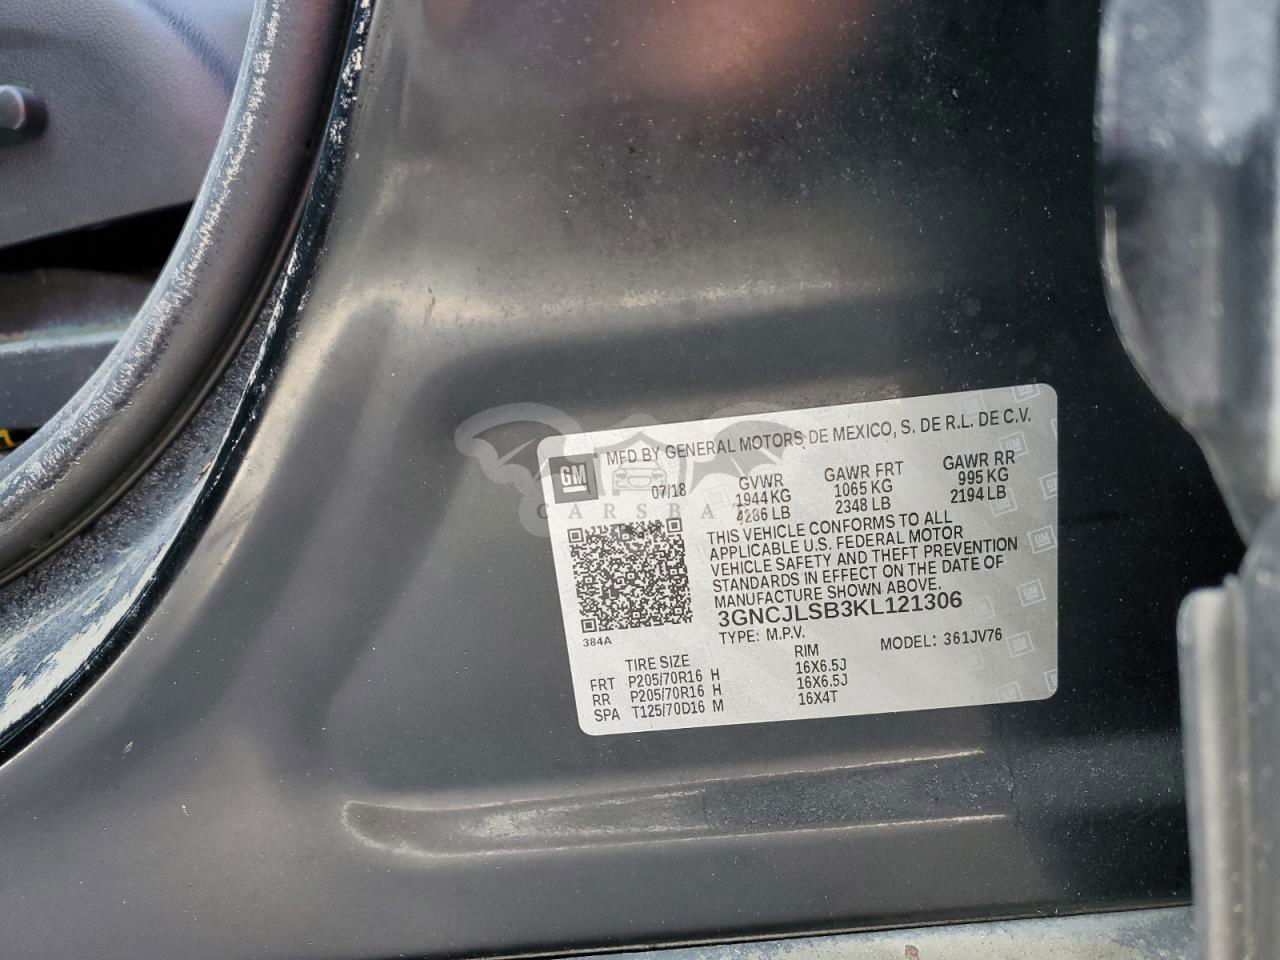 MFD BY GENERAL MOTORS DE MEXICO, S. DE R.L. DE C.V.
GM
07/18
GVWR
1944 KG
4286 LB
GAWR FRT
1065 KG
2348 LB
GAWR RR
995 KG
2194 LB
CARSBA
THIS VEHICLE CONFORMS TO ALL
APPLICABLE U.S. FEDERAL MOTOR
VEHICLE SAFETY AND THEFT PREVENTION
STANDARDS IN EFFECT ON THE DATE OF
MANUFACTURE SHOWN ABOVE.
3GNCJLSB3KL121306
384A
TYPE: M.P.V.
MODEL: 361JV76
TIRE SIZE RIM
FRT P205/70R16 H 16X6.5J
RR P205/70R16 H 16X6.5J
SPA T125/70D16 M 16X4T